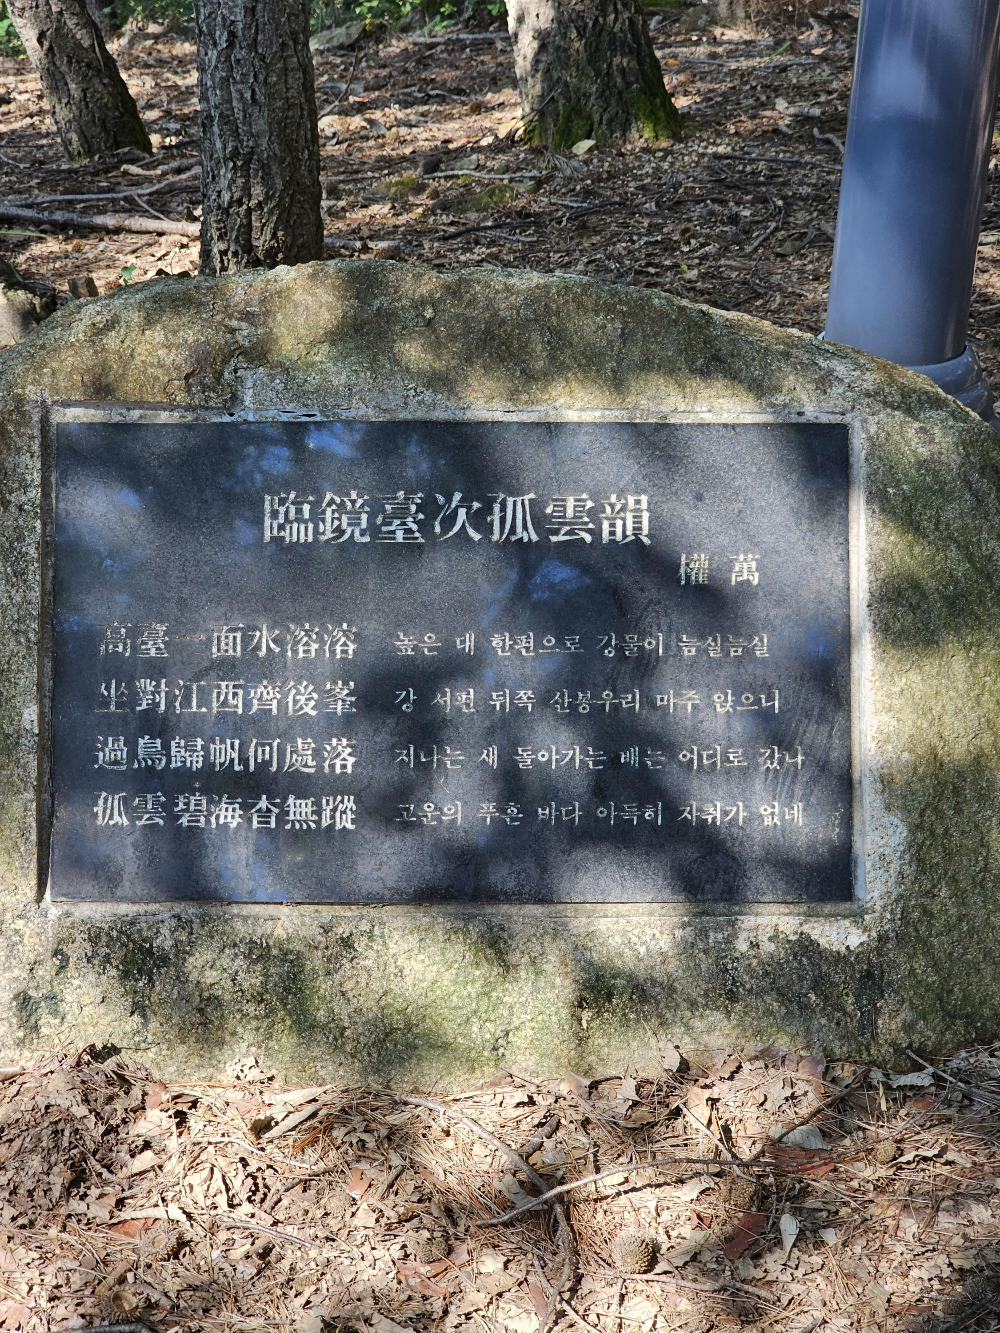 臨鏡臺次孤雲韻
權 萬
高臺一面水溶溶 높은 대 한편으로 강물이 늠실늠실
坐對江西齊後峯 강 서편 뒤쪽 산봉우리 마주 앉으니
過鳥歸帆何處落 지나는 새 돌아가는 배는 어디로 갔나
孤雲碧海杳無蹤 고운의 푸혼 바다 아득히 자취가 없네